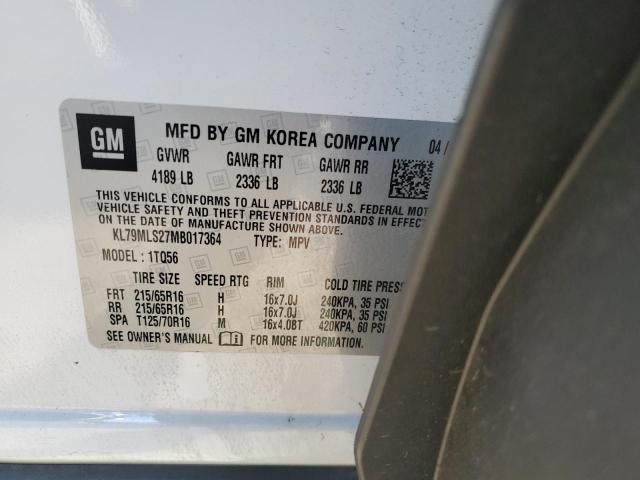 GM
MFD BY GM KOREA COMPANY 04 /
GVWR GAWR FRT GAWR RR
4189 LB 2336 LB 2336 LB
THIS VEHICLE CONFORMS TO ALL APPLICABLE U.S. FEDERAL MOTOR
VEHICLE SAFETY AND THEFT PREVENTION STANDARDS IN EFFECT
ON THE DATE OF MANUFACTURE SHOWN ABOVE.
KL79MLS27MB017364 TYPE: MPV
MODEL: 1TQ56
TIRE SIZE SPEED RTG RIM COLD TIRE
FRT 215/65R16 H 16x7.0J 240KPA, 35 PSI
RR 215/65R16 H 16x7.0J 240KPA, 35 PSI
SPA T125/70R16 M 16x4.0BT 420KPA, 60 PSI
SEE OWNER'S MANUAL FOR MORE INFORMATION.